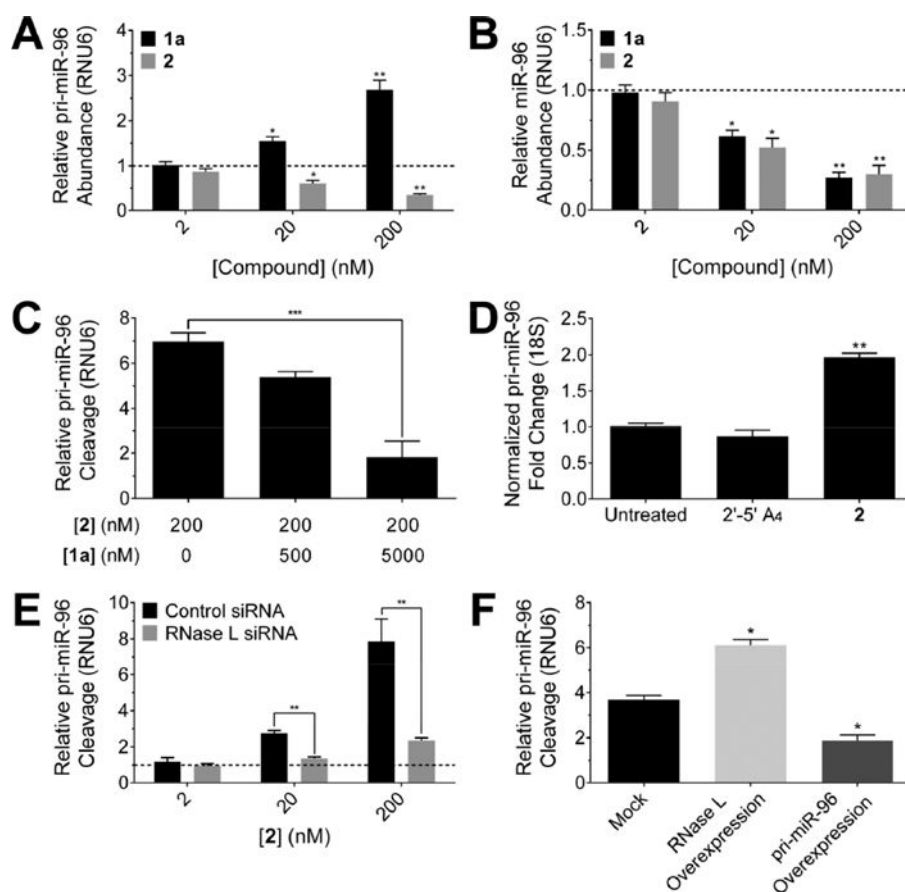 A
Relative pri-miR-96
Abundance (RNU6)
4
3
2
1
0
1a
2
*
*
**
**
2
20
200
[Compound] (nM)
B
Relative miR-96
Abundance (RNU6)
1.5
1.0
0.5
0.0
1a
2
*
*
**
**
2
20
200
[Compound] (nM)
C
Relative pri-miR-96
Cleavage (RNU6)
8
6
4
2
0
***
[2] (nM) 200 200 200
[1a] (nM) 0 500 5000
D
Normalized pri-miR-96
Fold Change (18S)
2.5
2.0
1.5
1.0
0.5
0.0
**
Untreated 2'-5' A4 2
E
Relative pri-miR-96
Cleavage (RNU6)
10
8
6
4
2
0
Control siRNA
RNase L siRNA
**
**
2
20
200
[2] (nM)
F
Relative pri-miR-96
Cleavage (RNU6)
8
6
4
2
0
*
*
Mock
RNase L
Overexpression
pri-miR-96
Overexpression